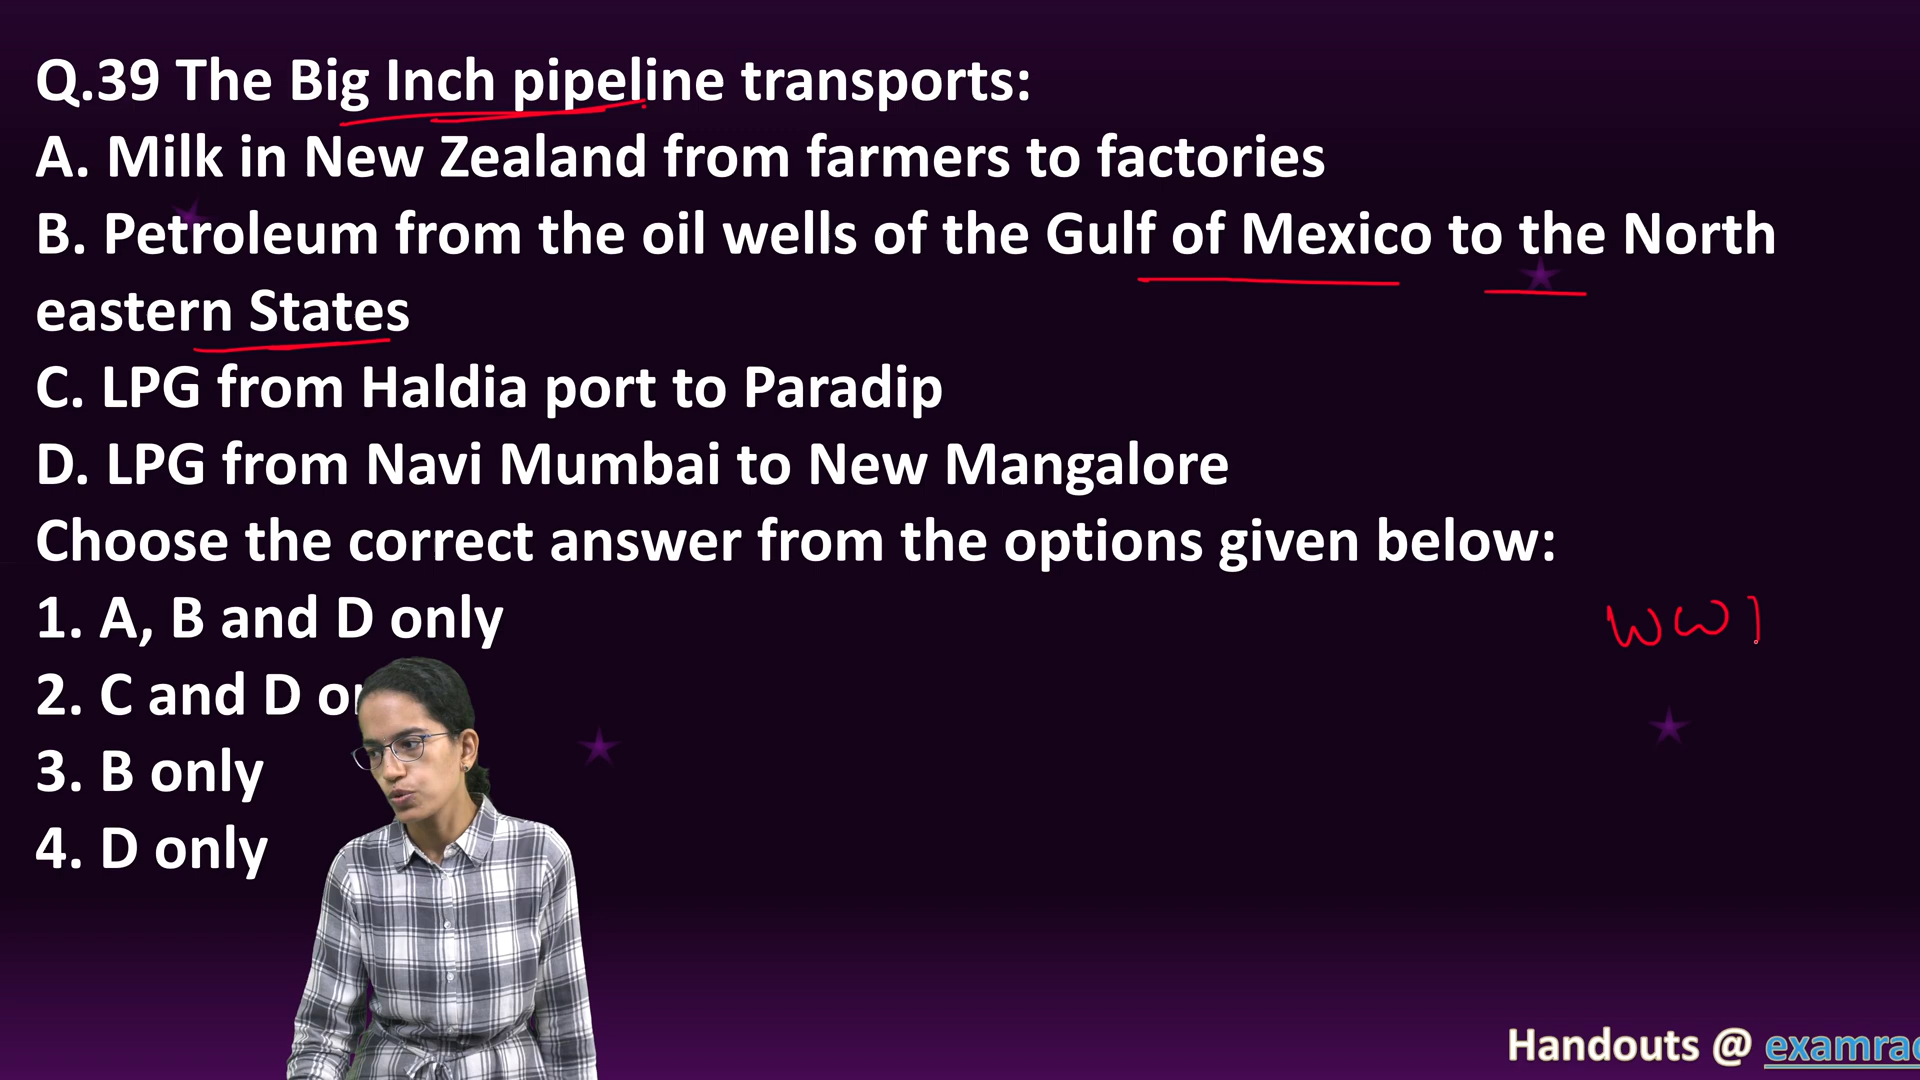 Q.39 The Big Inch pipeline transports:
A. Milk in New Zealand from farmers to factories
B. Petroleum from the oil wells of the Gulf of Mexico to the North
eastern States
C. LPG from Haldia port to Paradip
D. LPG from Navi Mumbai to New Mangalore
Choose the correct answer from the options given below:
1. A, B and D only
WW1
2. C and D
3. B only
4. D only
Handouts @